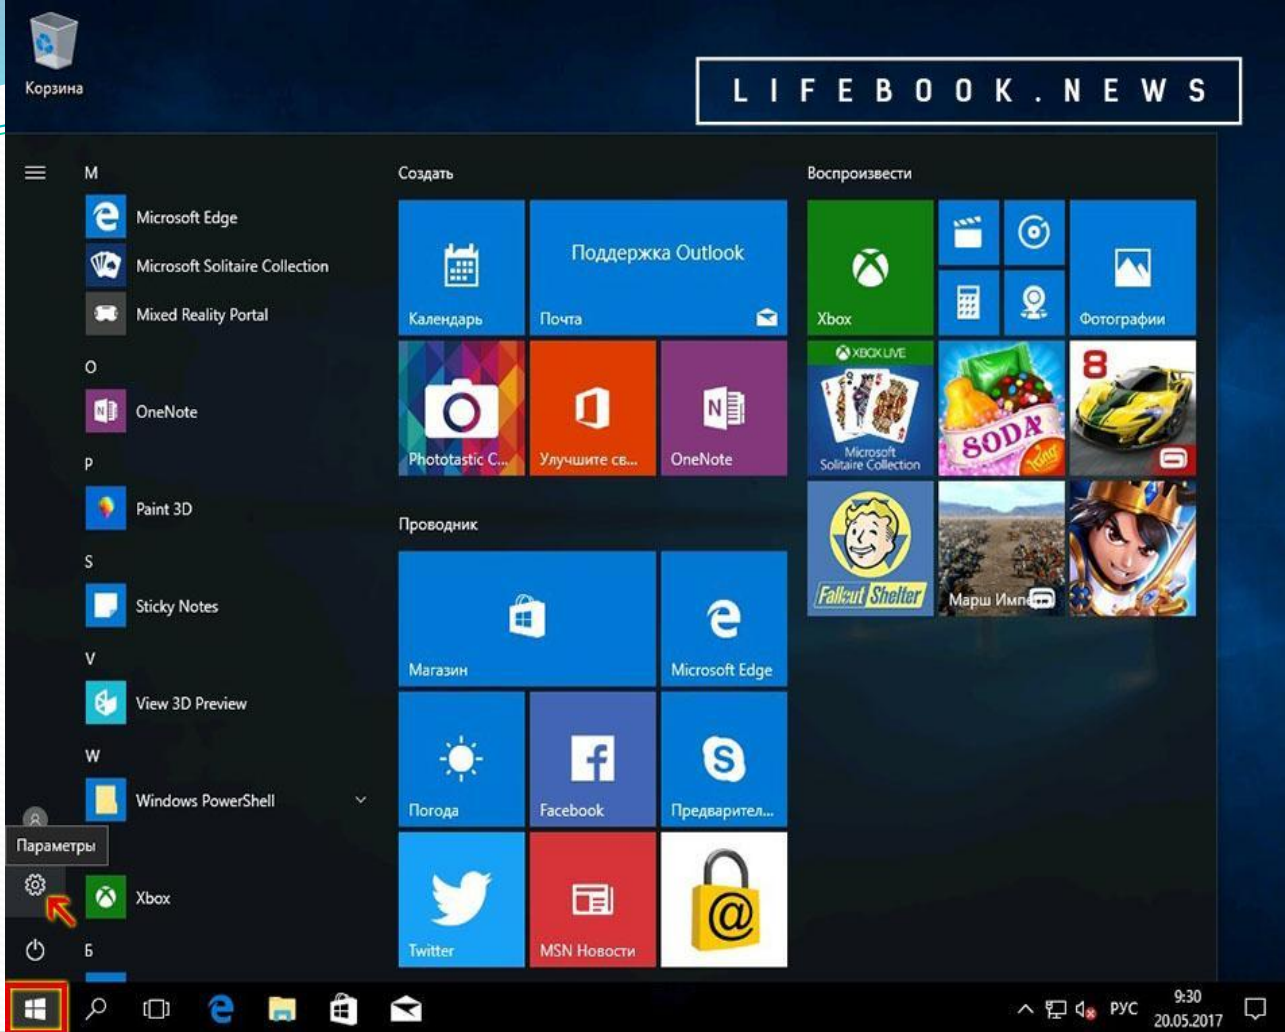 Корзина
LIFEBOOK.NEWS
M
Microsoft Edge
Microsoft Solitaire Collection
Mixed Reality Portal
O
OneNote
P
Paint 3D
S
Sticky Notes
V
View 3D Preview
W
Windows PowerShell
Параметры
Xbox
Б
Создать
Календарь
Поддержка Outlook
Почта
Phototastic C...
Улучшите св...
OneNote
Проводник
Магазин
Microsoft Edge
Погода
Facebook
Предварител...
Twitter
MSN Новости
@
Воспроизвести
Xbox
Фотографии
XBOX LIVE
Microsoft
Solitaire Collection
SODA
King
8
Fallout Shelter
Марш Импе
РУС
9:30
20.05.2017